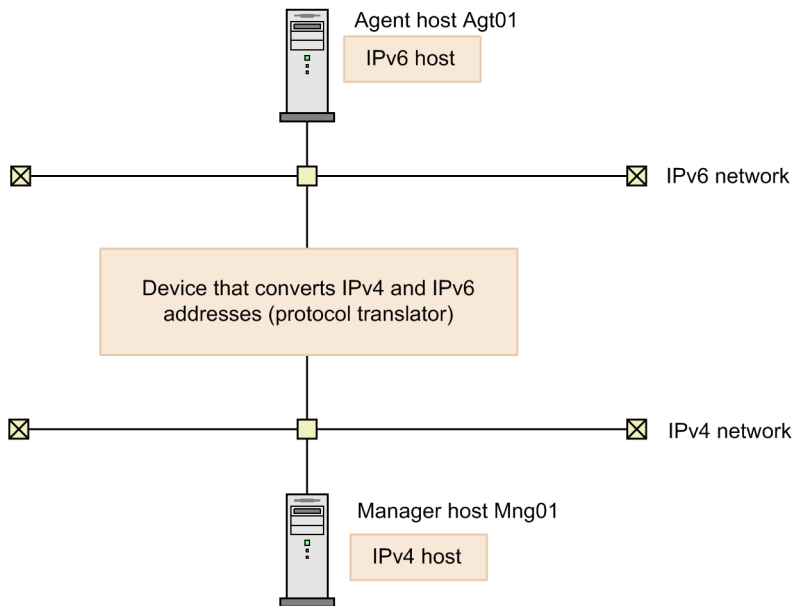 Agent host Agt01
IPv6 host
IPv6 network
Device that converts IPv4 and IPv6
addresses (protocol translator)
IPv4 network
Manager host Mng01
IPv4 host